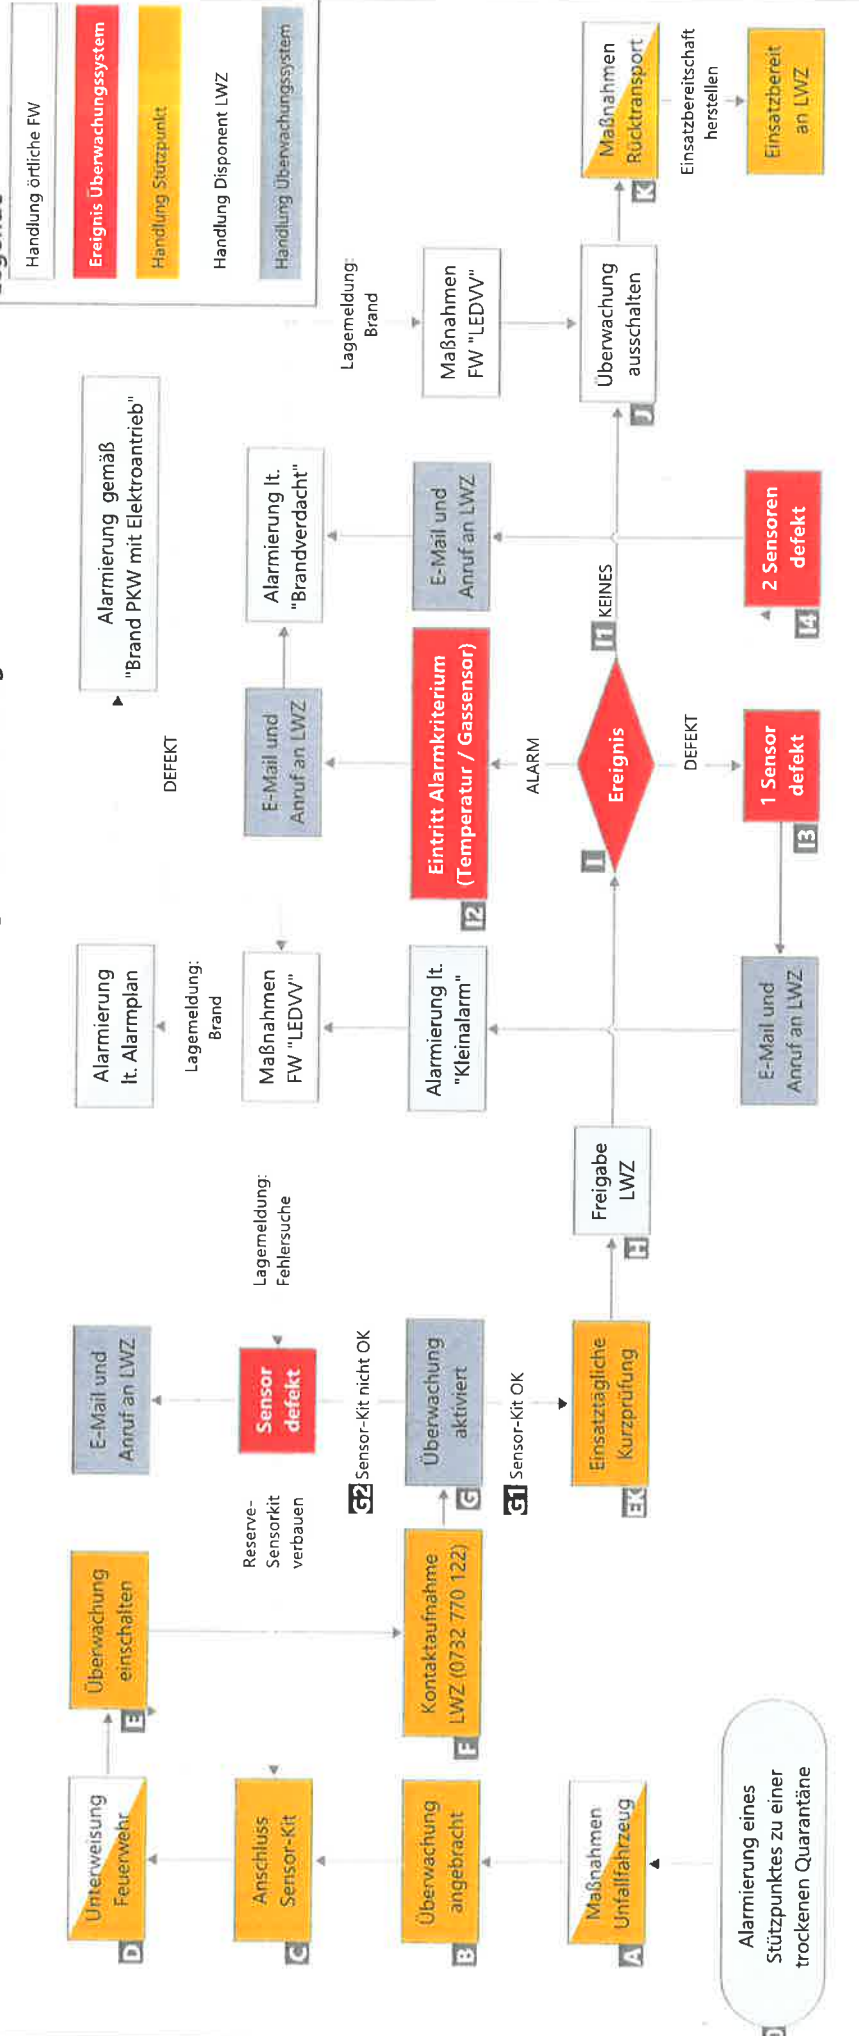 Handlung örtliche FW
Ereignis Überwachungssystem
Handlung Stützpunkt
Handlung Disponent LWZ
Handlung Überwachungssystem
Alarmierung eines
Stützpunktes zu einer
trockenen Quarantäne
A
Maßnahmen
Unfallfahrzeug
B
Überwachung
angebracht
C
Anschluss
Sensor-Kit
D
Unterweisung
Feuerwehr
E
Überwachung
einschalten
F
Kontaktaufnahme
LWZ (0732 770 122)
G
Überwachung
aktiviert
G2 Sensor-Kit nicht OK
G1 Sensor-Kit OK
Sensor
defekt
Reserve-
Sensorkit
verbauen
E-Mail und
Anruf an LWZ
EK
Einsatztägliche
Kurzprüfung
H
Freigabe
LWZ
I
Ereignis
I1 KEINES
ALARM
DEFEKT
I2
Eintritt Alarmkriterium
(Temperatur / Gassensor)
E-Mail und
Anruf an LWZ
Alarmierung lt.
"Brandverdacht"
I3
1 Sensor
defekt
E-Mail und
Anruf an LWZ
Alarmierung lt.
"Kleinalarm"
Maßnahmen
FW "LEDVV"
Lagemeldung:
Fehlersuche
Lagemeldung:
Brand
Alarmierung
lt. Alarmplan
DEFEKT
Alarmierung gemäß
"Brand PKW mit Elektroantrieb"
I4
2 Sensoren
defekt
E-Mail und
Anruf an LWZ
Lagemeldung:
Brand
Maßnahmen
FW "LEDVV"
J
Überwachung
ausschalten
K
Maßnahmen
Rücktransport
Einsatzbereitschaft
herstellen
Einsatzbereit
an LWZ